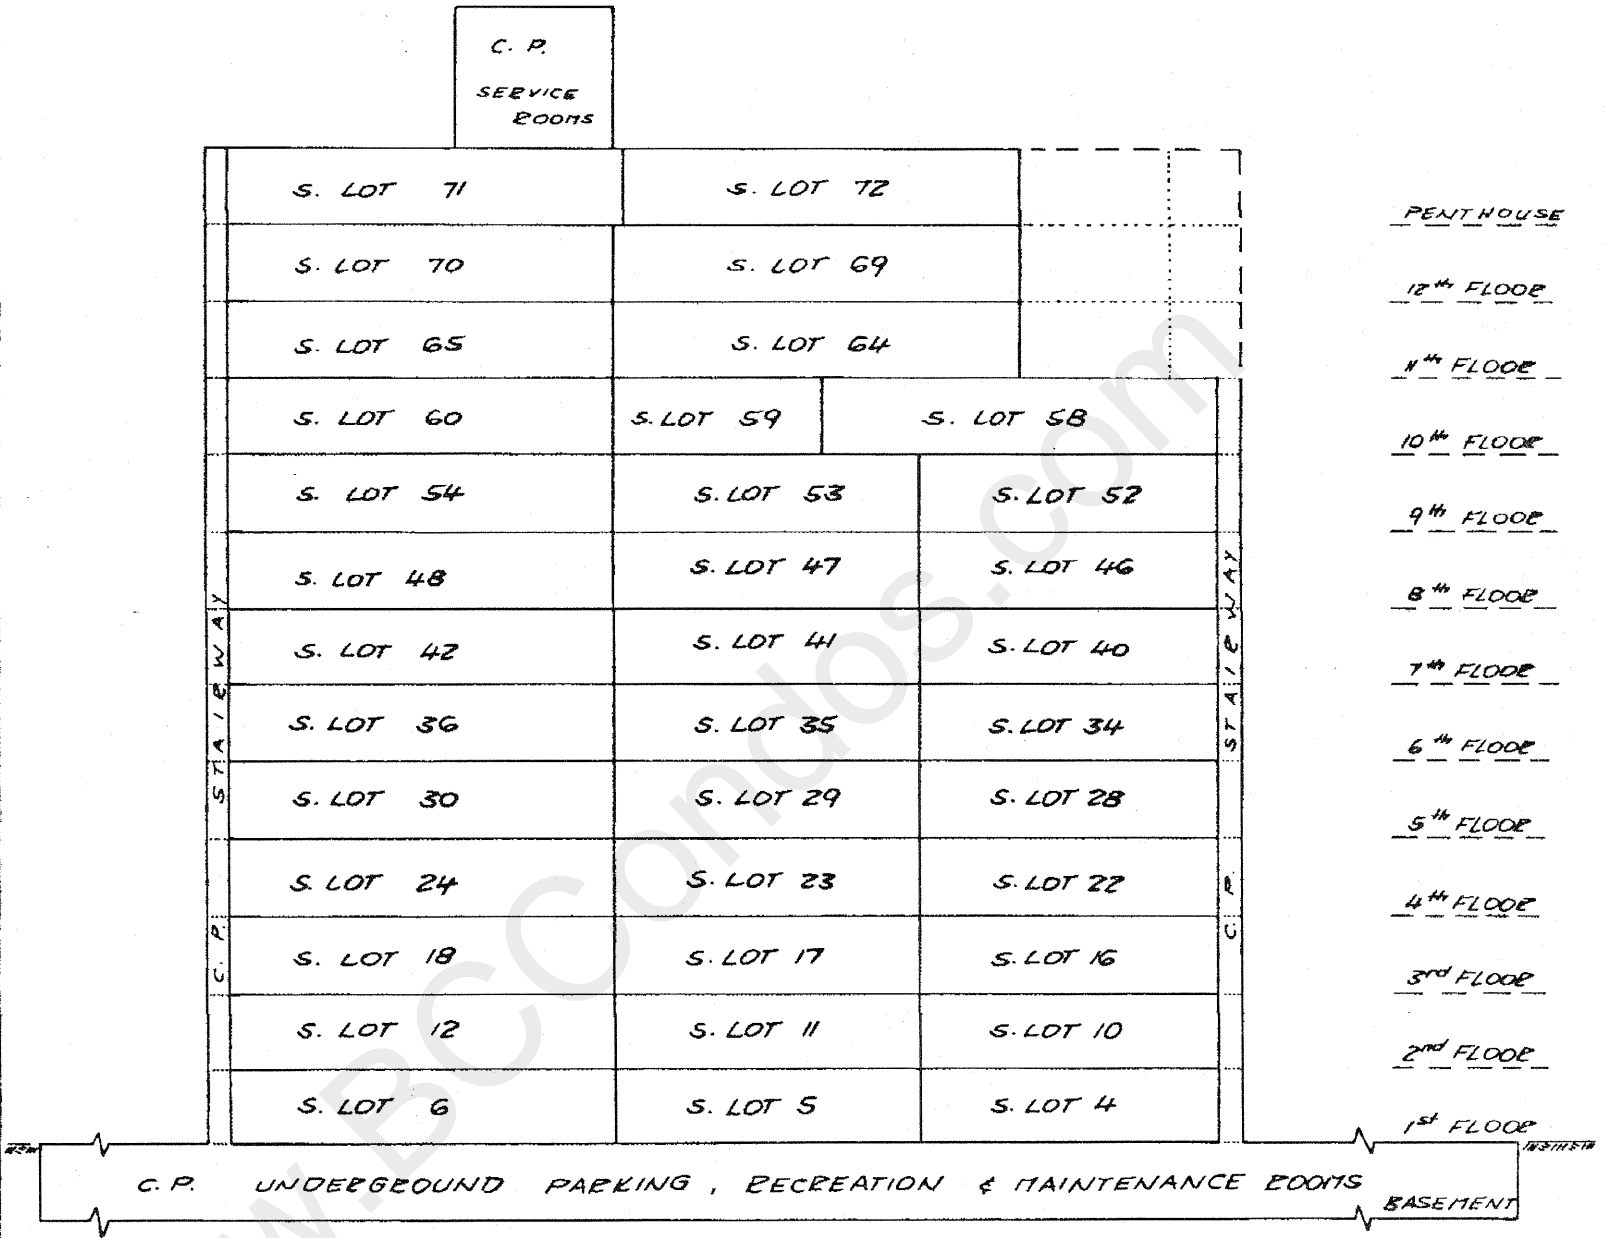 C. P.
SERVICE
ROOMS
S. LOT 71 S. LOT 72
PENTHOUSE
S. LOT 70 S. LOT 69
12th FLOOR
S. LOT 65 S. LOT 64
11th FLOOR
S. LOT 60 S. LOT 59 S. LOT 58
10th FLOOR
S. LOT 54 S. LOT 53 S. LOT 52
9th FLOOR
S. LOT 48 S. LOT 47 S. LOT 46
8th FLOOR
S. LOT 42 S. LOT 41 S. LOT 40
7th FLOOR
S. LOT 36 S. LOT 35 S. LOT 34
6th FLOOR
S. LOT 30 S. LOT 29 S. LOT 28
5th FLOOR
S. LOT 24 S. LOT 23 S. LOT 22
4th FLOOR
S. LOT 18 S. LOT 17 S. LOT 16
3rd FLOOR
S. LOT 12 S. LOT 11 S. LOT 10
2nd FLOOR
S. LOT 6 S. LOT 5 S. LOT 4
1st FLOOR
C. P. STAIRWAY
C. P. STAIRWAY
C. P. UNDERGROUND PARKING, RECREATION & MAINTENANCE ROOMS
BASEMENT
w.BCCondos.com